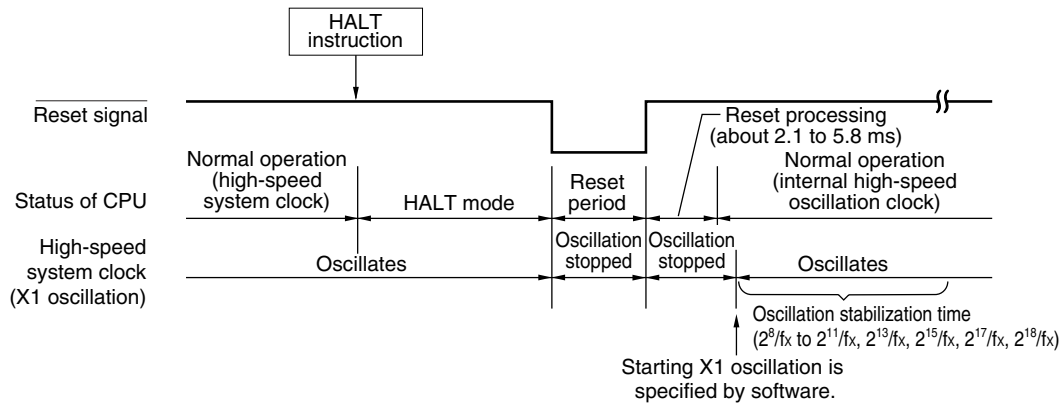 HALT
instruction
Reset signal
Reset processing
(about 2.1 to 5.8 ms)
Status of CPU
Normal operation
(high-speed
system clock)
HALT mode
Reset
period
Normal operation
(internal high-speed
oscillation clock)
High-speed
system clock
(X1 oscillation)
Oscillates
Oscillation
stopped
Oscillation
stopped
Oscillates
Oscillation stabilization time
(2⁸/fx to 2¹¹/fx, 2¹³/fx, 2¹⁵/fx, 2¹⁷/fx, 2¹⁸/fx)
Starting X1 oscillation is
specified by software.